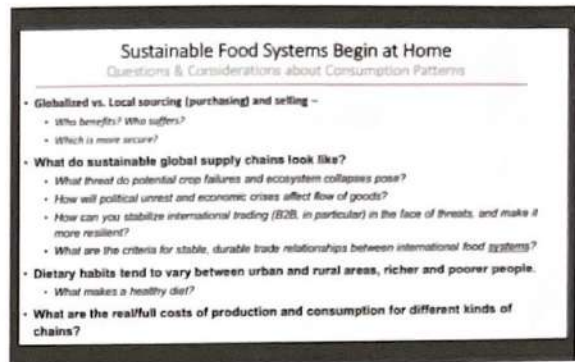 Sustainable Food Systems Begin at Home
Questions & Considerations about Consumption Patterns
• Globalized vs. Local sourcing (purchasing) and selling –
• Who benefits? Who suffers?
• Which is more secure?
• What do sustainable global supply chains look like?
• What threat do potential crop failures and ecosystem collapses pose?
• How will political unrest and economic crises affect flow of goods?
• How can you stabilize international trading (B2B, in particular) in the face of threats, and make it
more resilient?
• What are the criteria for stable, durable trade relationships between international food systems?
• Dietary habits tend to vary between urban and rural areas, richer and poorer people.
• What makes a healthy diet?
• What are the real/full costs of production and consumption for different kinds of
chains?